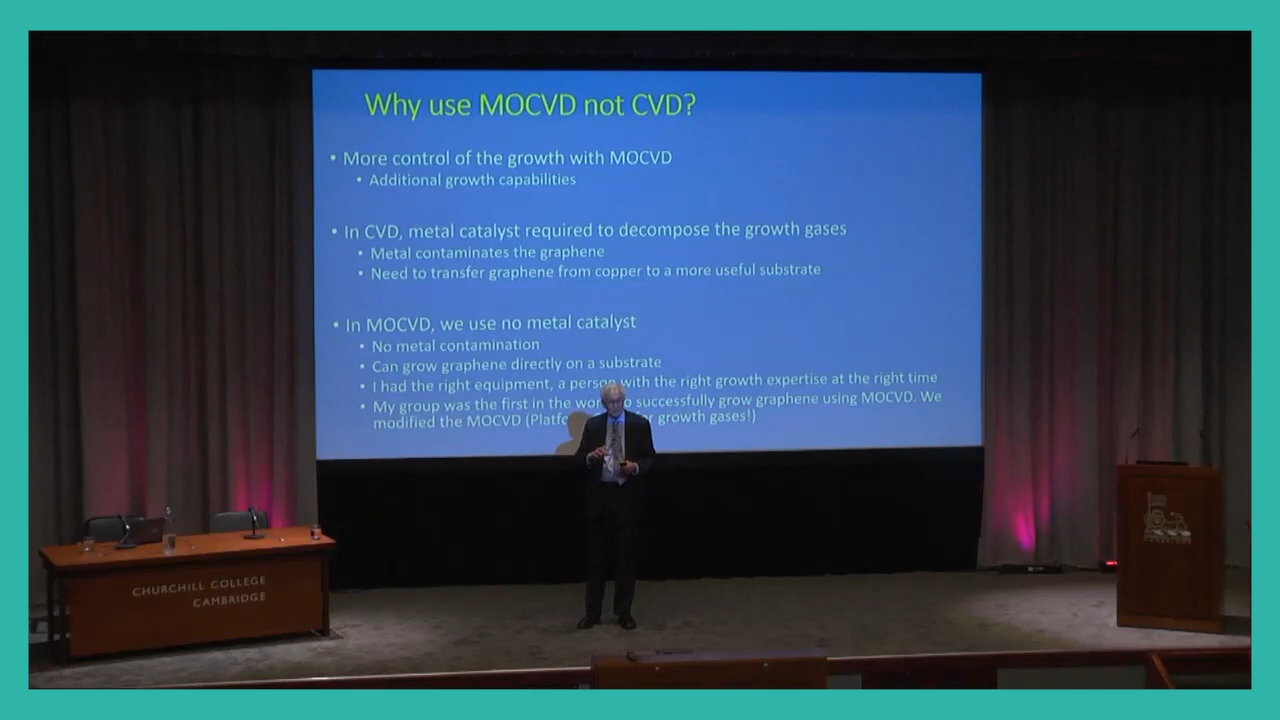 Why use MOCVD not CVD?
• More control of the growth with MOCVD
• Additional growth capabilities
• In CVD, metal catalyst required to decompose the growth gases
• Metal contaminates the graphene
• Need to transfer graphene from copper to a more useful substrate
• In MOCVD, we use no metal catalyst
• No metal contamination
• Can grow graphene directly on a substrate
• I had the right equipment, a person with the right growth expertise at the right time
• My group was the first in the to successfully grow graphene using MOCVD. We
modified the MOCVD growth gases!)
CHURCHILL COLLEGE
CAMBRIDGE